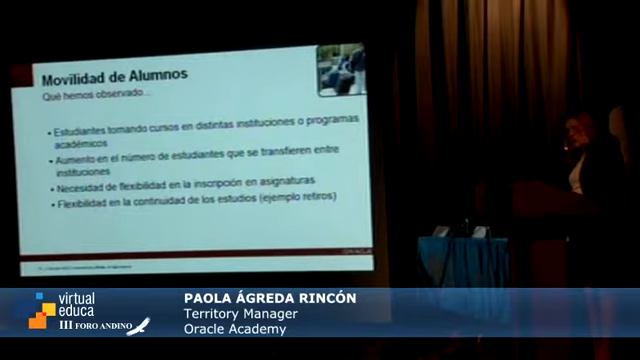 Movilidad de Alumnos
Qué hemos observado...
• Estudiantes tomando cursos en distintas instituciones o programas
académicos
• Aumento en el número de estudiantes que se transfieren entre
instituciones
• Necesidad de flexibilidad en la inscripción en asignaturas
• Flexibilidad en la continuidad de los estudios (ejemplo retiros)
ORACLE
virtual
educa
III FORO ANDINO
PAOLA ÁGREDA RINCÓN
Territory Manager
Oracle Academy